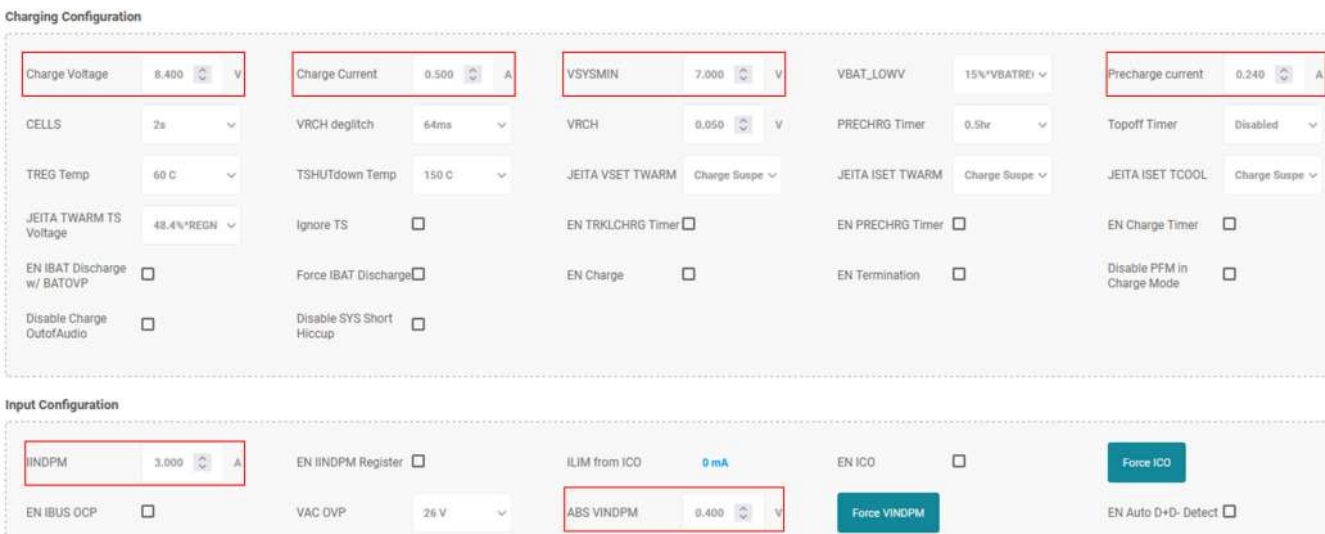 Charging Configuration
Charge Voltage 8.400 V Charge Current 0.500 A VSYSMIN 7.000 V VBAT_LOWV 15%*VBATRE Precharge current 0.240 A
CELLS 2s VRCH deglitch 64ms VRCH 0.050 V PRECHRG Timer 0.5hr Topoff Timer Disabled
TREG Temp 60 C TSHUTdown Temp 150 C JEITA VSET TWARM Charge Suspe JEITA ISET TWARM Charge Suspe JEITA ISET TCOOL Charge Suspe
JEITA TWARM TS
Voltage 48.4%*REGN Ignore TS EN TRKLCHRG Timer EN PRECHRG Timer EN Charge Timer
EN IBAT Discharge
w/ BATOVP Force IBAT Discharge EN Charge EN Termination Disable PFM in
Charge Mode
Disable Charge
OutofAudio Disable SYS Short
Hiccup
Input Configuration
IINDPM 3.000 A EN IINDPM Register ILIM from ICO 0 mA EN ICO Force ICO
EN IBUS OCP VAC OVP 26 V ABS VINDPM 0.400 V Force VINDPM EN Auto D+D- Detect